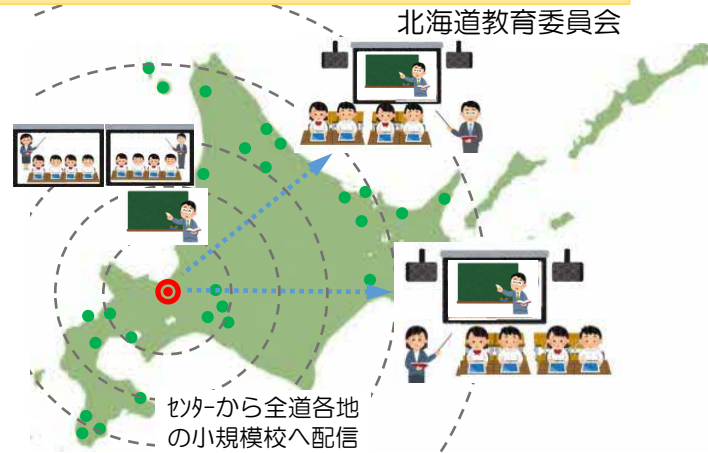 北海道教育委員会
ｾﾝﾀｰから全道各地
の小規模校へ配信